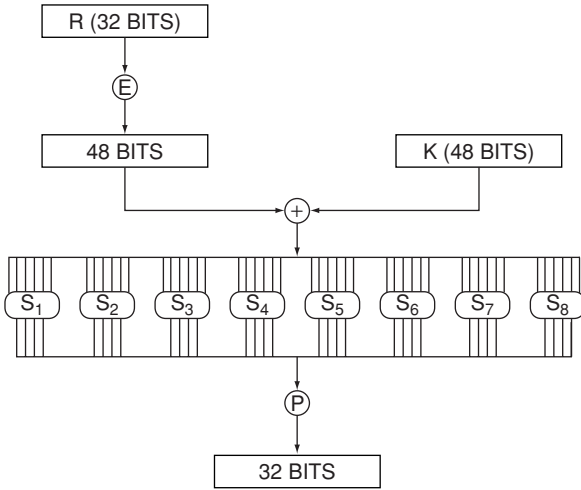 R (32 BITS)
E
48 BITS
K (48 BITS)
+
S1 S2 S3 S4 S5 S6 S7 S8
P
32 BITS